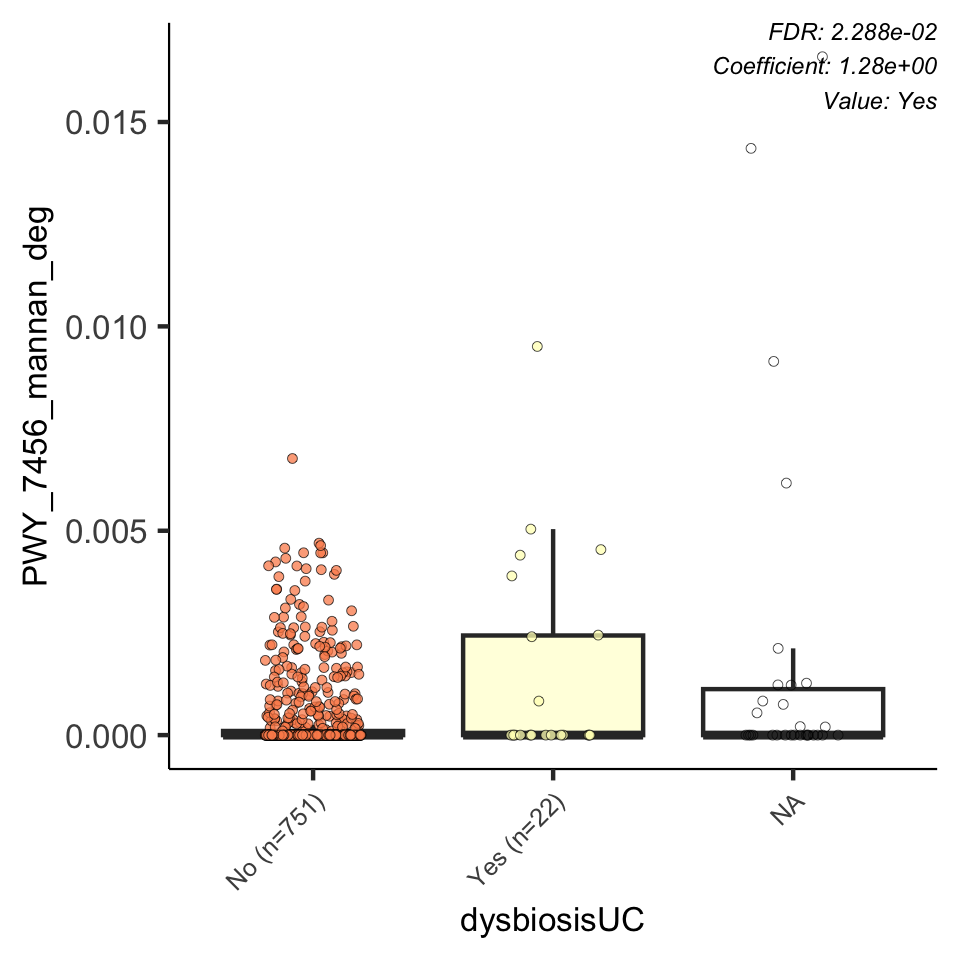 FDR: 2.288e-02
Coefficient: 1.28e+00
Value: Yes
PWY_7456_mannan_deg
0.015
0.010
0.005
0.000
No (n=751)
Yes (n=22)
NA
dysbiosisUC